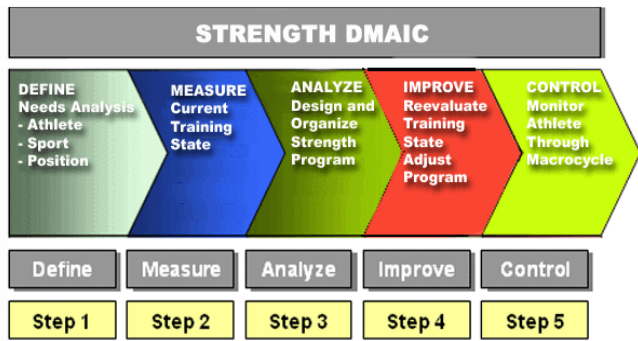 STRENGTH DMAIC
DEFINE
Needs Analysis
- Athlete
- Sport
- Position
MEASURE
Current
Training
State
ANALYZE
Design and
Organize
Strength
Program
IMPROVE
Reevaluate
Training
State
Adjust
Program
CONTROL
Monitor
Athlete
Through
Macrocycle
Define
Measure
Analyze
Improve
Control
Step 1
Step 2
Step 3
Step 4
Step 5